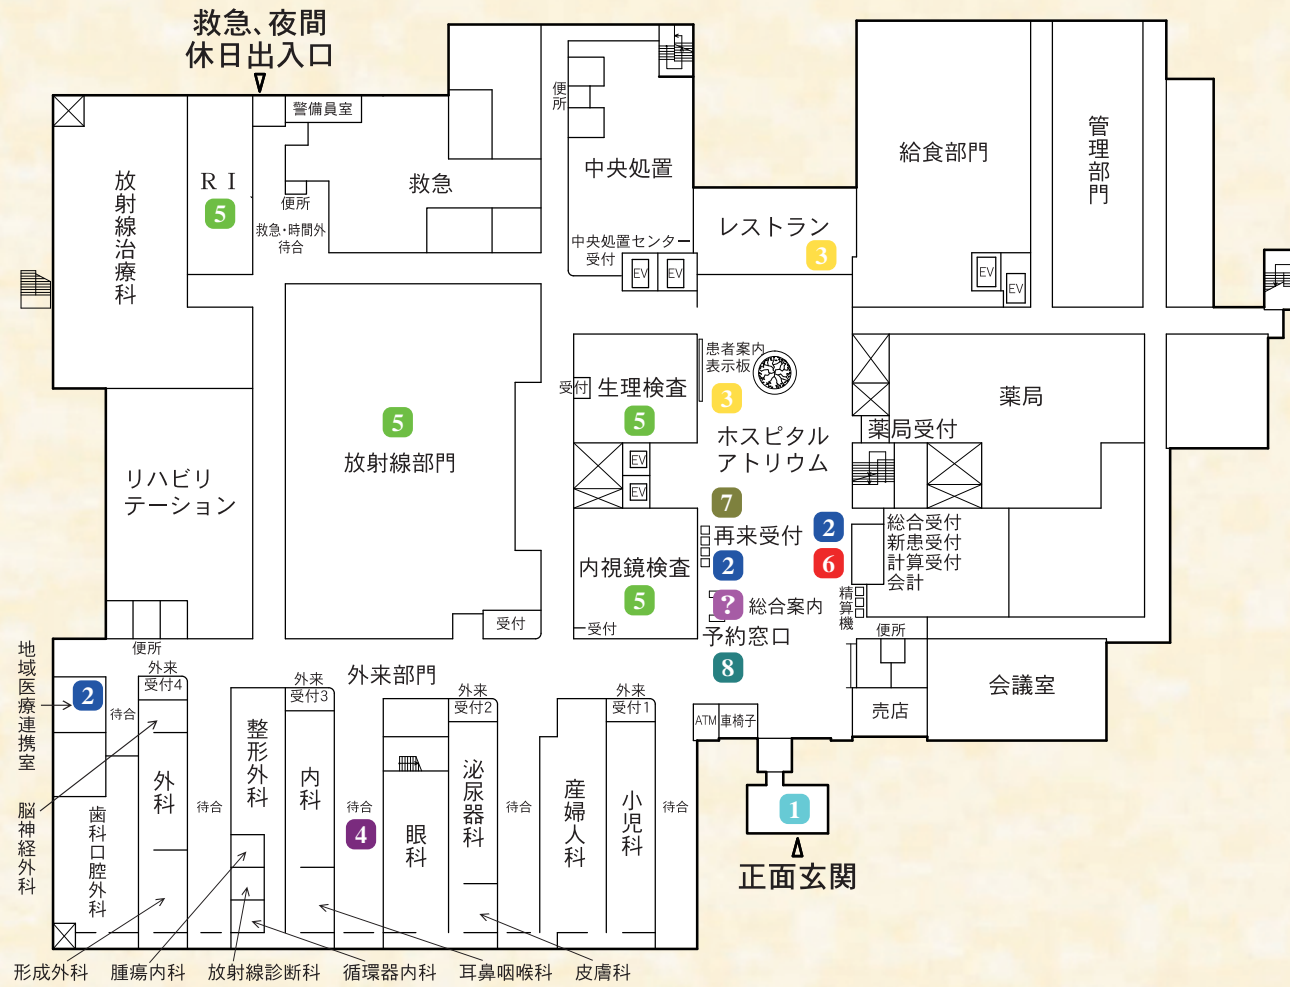 救急、夜間
休日出入口
警備員室
便所
中央処置
給食部門
管理部門
放射線治療科
RI
5
救急
便所
救急・時間外
待合
レストラン
3
中央処置センター
受付
EV
EV
EV
EV
患者案内
表示板
3
受付
生理検査
5
5
放射線部門
薬局
薬局受付
ホスピタル
アトリウム
EV
EV
リハビリ
テーション
7
再来受付
2
2
6
総合受付
新患受付
計算受付
会計
内視鏡検査
5
受付
?
総合案内
精算機
予約窓口
8
便所
受付
便所
会議室
売店
ATM
車椅子
地域医療連携室
2
待合
外来
受付4
外来
受付3
外来部門
外来
受付2
外来
受付1
脳神経外科
歯科口腔外科
外科
待合
整形外科
内科
待合
4
眼科
泌尿器科
待合
産婦人科
小児科
待合
1
正面玄関
形成外科
腫瘍内科
放射線診断科
循環器内科
耳鼻咽喉科
皮膚科